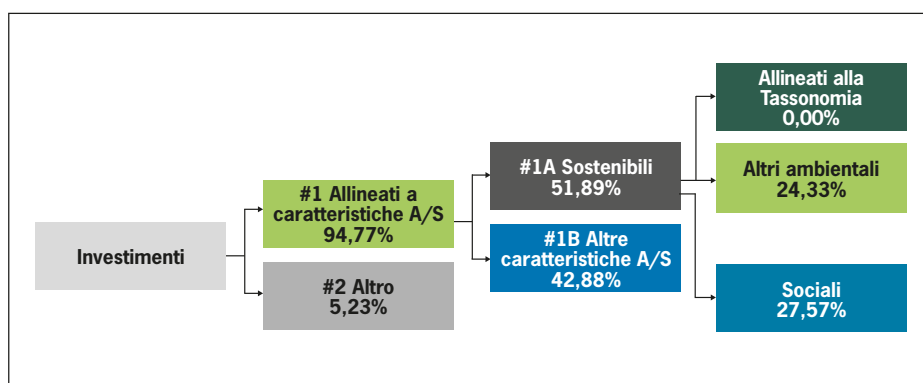 Investimenti
#1 Allineati a
caratteristiche A/S
94,77%
#2 Altro
5,23%
#1A Sostenibili
51,89%
#1B Altre
caratteristiche A/S
42,88%
Allineati alla
Tassonomia
0,00%
Altri ambientali
24,33%
Sociali
27,57%